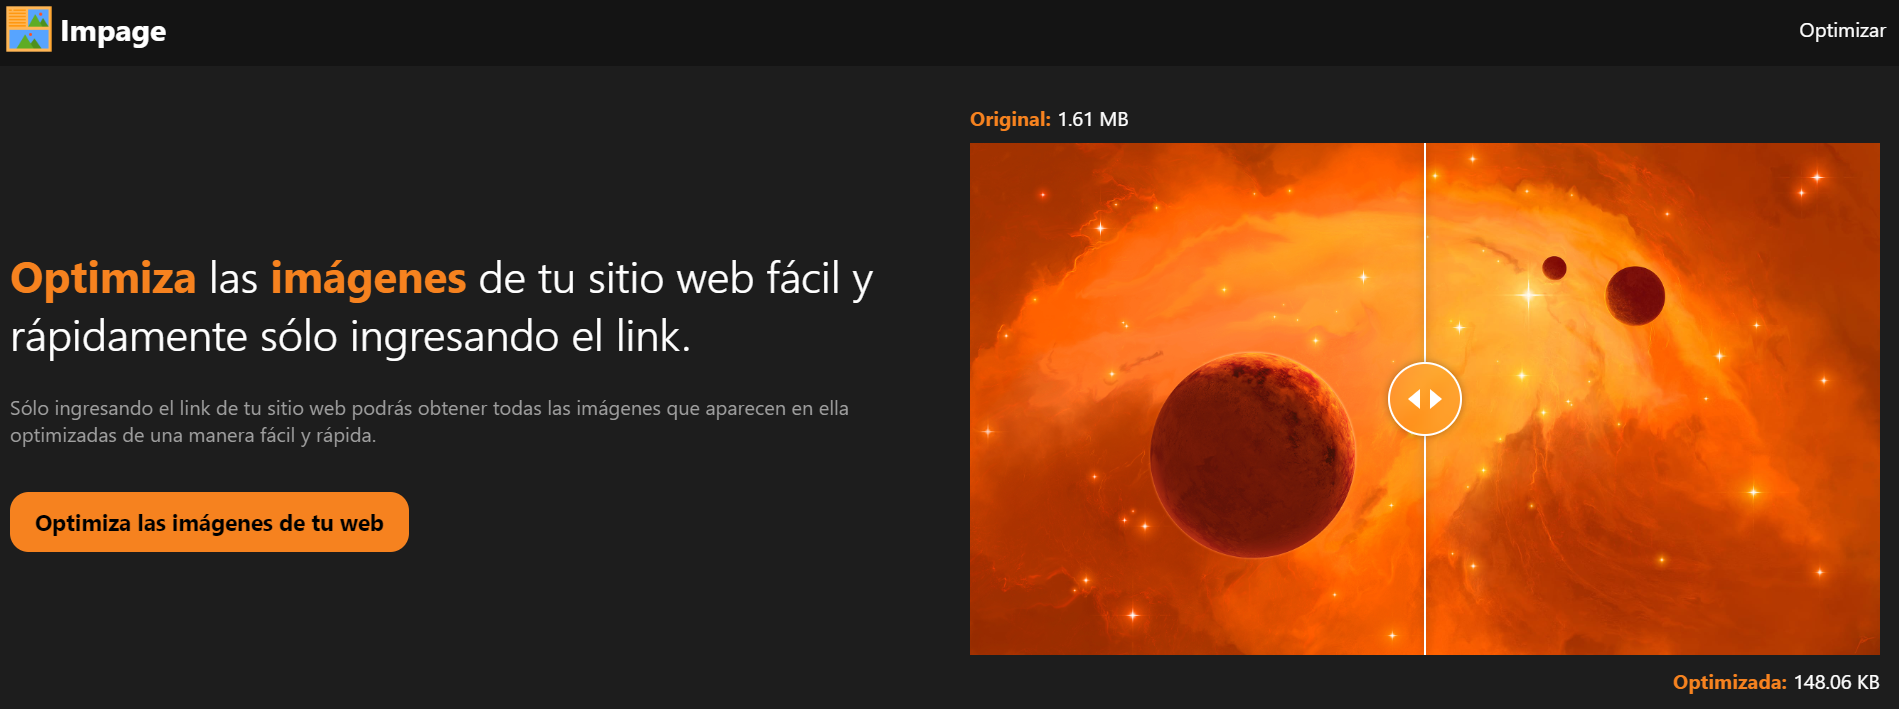 Impage
Optimizar
Optimiza las imágenes de tu sitio web fácil y
rápidamente sólo ingresando el link.
Sólo ingresando el link de tu sitio web podrás obtener todas las imágenes que aparecen en ella
optimizadas de una manera fácil y rápida.
Optimiza las imágenes de tu web
Original: 1.61 MB
Optimizada: 148.06 KB